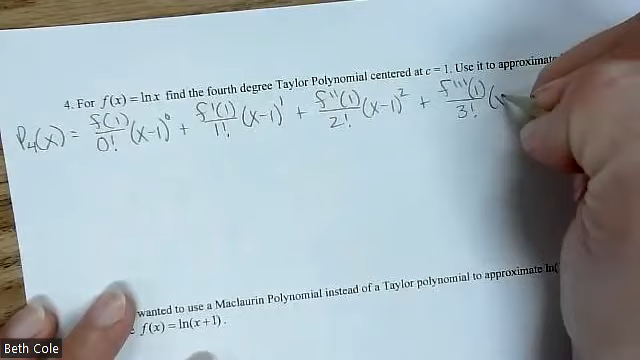 4. For f(x) = ln x find the fourth degree Taylor Polynomial centered at c = 1. Use it to approximate
P₄(x) = f(1)/0! (x-1)⁰ + f'(1)/1! (x-1)¹ + f''(1)/2! (x-1)² + f'''(1)/3! (x
wanted to use a Maclaurin Polynomial instead of a Taylor polynomial to approximate ln(
f(x) = ln(x+1).
Beth Cole